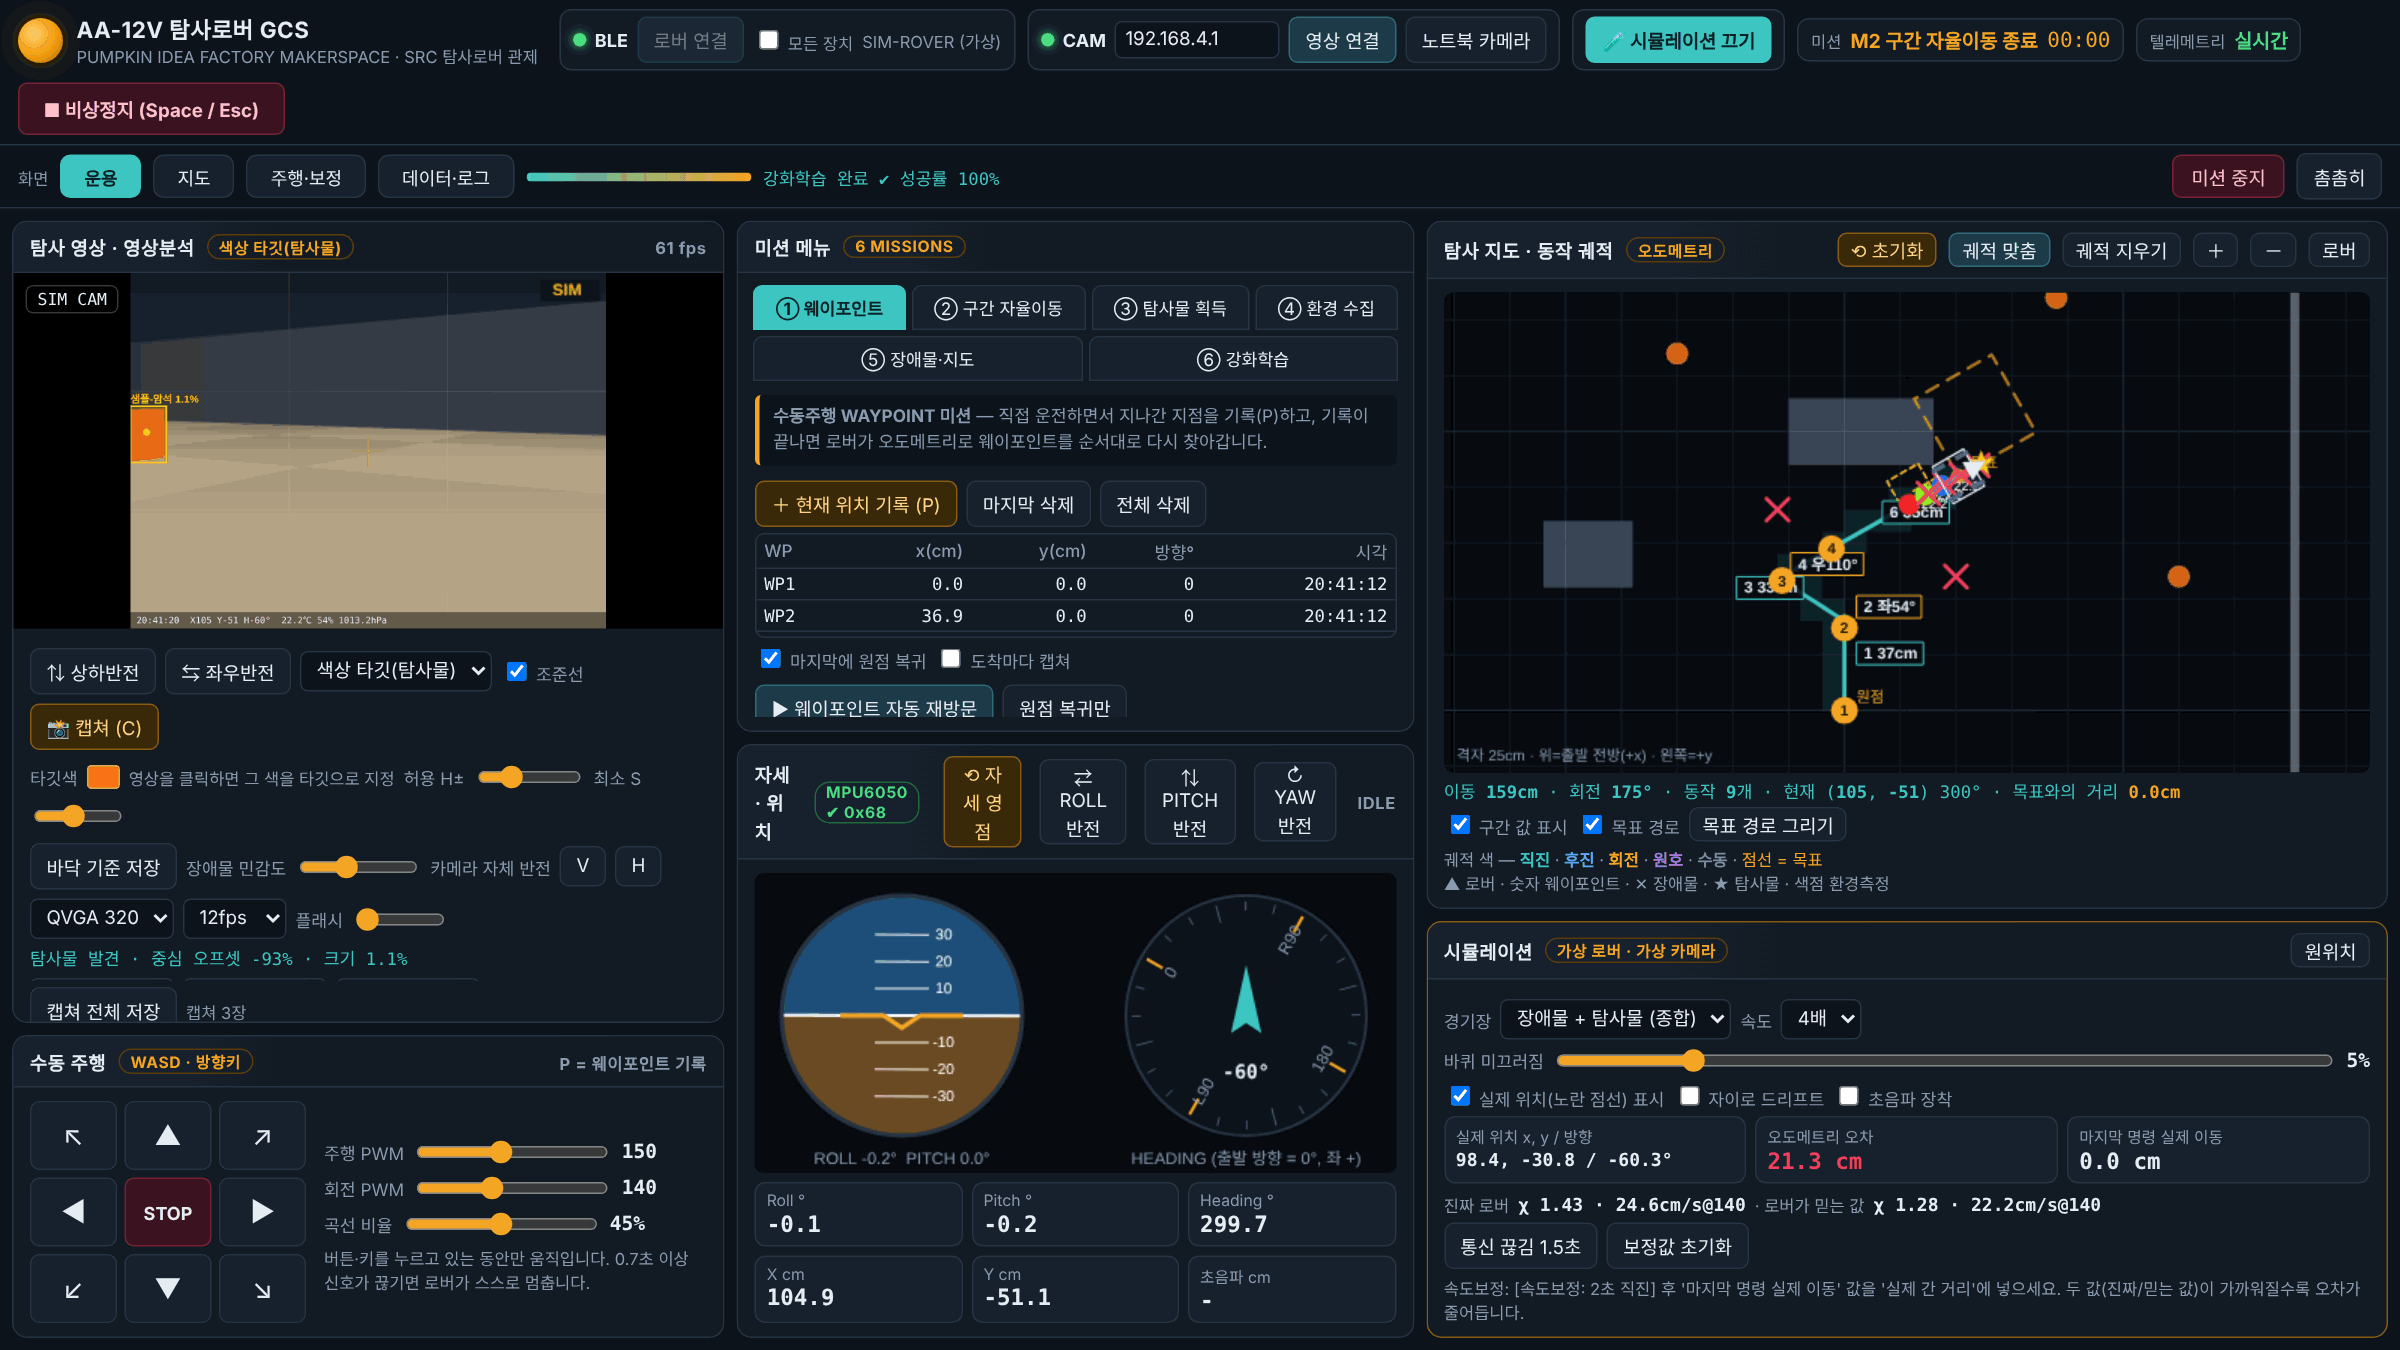 AA-12V 탐사로버 GCS
PUMPKIN IDEA FACTORY MAKERSPACE · SRC 탐사로버 관제
BLE 로버 연결 모든 장치 SIM-ROVER (가상)
CAM 192.168.4.1 영상 연결 노트북 카메라
🧪 시뮬레이션 끄기
미션 M2 구간 자율이동 종료 00:00
텔레메트리 실시간
■ 비상정지 (Space / Esc)
화면 운용 지도 주행·보정 데이터·로그 강화학습 완료 ✔ 성공률 100%
미션 중지 촘촘히
탐사 영상 · 영상분석 색상 타깃(탐사물) 61 fps
SIM CAM
SIM
샘플-암석 1.1%
20:41:20 X105 Y-51 H-60° 22.2℃ 54% 1013.2hPa
⇅ 상하반전 ⇆ 좌우반전 색상 타깃(탐사물) 조준선
📸 캡쳐 (C)
타깃색 영상을 클릭하면 그 색을 타깃으로 지정 허용 H± 최소 S
바닥 기준 저장 장애물 민감도 카메라 자체 반전 V H
QVGA 320 12fps 플래시
탐사물 발견 · 중심 오프셋 -93% · 크기 1.1%
캡쳐 전체 저장 캡쳐 3장
수동 주행 WASD · 방향키 P = 웨이포인트 기록
↖ ▲ ↗
◀ STOP ▶
↙ ▼ ↘
주행 PWM 150
회전 PWM 140
곡선 비율 45%
버튼·키를 누르고 있는 동안만 움직입니다. 0.7초 이상
신호가 끊기면 로버가 스스로 멈춥니다.
미션 메뉴 6 MISSIONS
① 웨이포인트 ② 구간 자율이동 ③ 탐사물 획득 ④ 환경 수집
⑤ 장애물·지도 ⑥ 강화학습
수동주행 WAYPOINT 미션 — 직접 운전하면서 지나간 지점을 기록(P)하고, 기록이
끝나면 로버가 오도메트리로 웨이포인트를 순서대로 다시 찾아갑니다.
＋ 현재 위치 기록 (P) 마지막 삭제 전체 삭제
WP x(cm) y(cm) 방향° 시각
WP1 0.0 0.0 0 20:41:12
WP2 36.9 0.0 0 20:41:12
마지막에 원점 복귀 도착마다 캡쳐
▶ 웨이포인트 자동 재방문 원점 복귀만
자세 · 위치 MPU6050 ✔ 0x68 ⟲ 자세 영점 ⇄ ROLL 반전 ⇅ PITCH 반전 ↻ YAW 반전 IDLE
30
20
10
-10
-20
-30
ROLL -0.2° PITCH 0.0°
0 R90 180 L90
-60°
HEADING (출발 방향 = 0°, 좌 +)
Roll ° Pitch ° Heading °
-0.1 -0.2 299.7
X cm Y cm 초음파 cm
104.9 -51.1 -
탐사 지도 · 동작 궤적 오도메트리 ⟲ 초기화 궤적 맞춤 궤적 지우기 ＋ － 로버
4
4 우110°
3
2 좌54°
2
1 37cm
원점
1
격자 25cm · 위=출발 전방(+x) · 왼쪽=+y
이동 159cm · 회전 175° · 동작 9개 · 현재 (105, -51) 300° · 목표와의 거리 0.0cm
구간 값 표시 목표 경로 목표 경로 그리기
궤적 색 — 직진 · 후진 · 회전 · 원호 · 수동 · 점선 = 목표
▲ 로버 · 숫자 웨이포인트 · ✕ 장애물 · ★ 탐사물 · 색점 환경측정
시뮬레이션 가상 로버 · 가상 카메라 원위치
경기장 장애물 + 탐사물 (종합) 속도 4배
바퀴 미끄러짐 5%
실제 위치(노란 점선) 표시 자이로 드리프트 초음파 장착
실제 위치 x, y / 방향 오도메트리 오차 마지막 명령 실제 이동
98.4, -30.8 / -60.3° 21.3 cm 0.0 cm
진짜 로버 χ 1.43 · 24.6cm/s@140 · 로버가 믿는 값 χ 1.28 · 22.2cm/s@140
통신 끊김 1.5초 보정값 초기화
속도보정: [속도보정: 2초 직진] 후 '마지막 명령 실제 이동' 값을 '실제 간 거리'에 넣으세요. 두 값(진짜/믿는 값)이 가까워질수록 오차가
줄어듭니다.